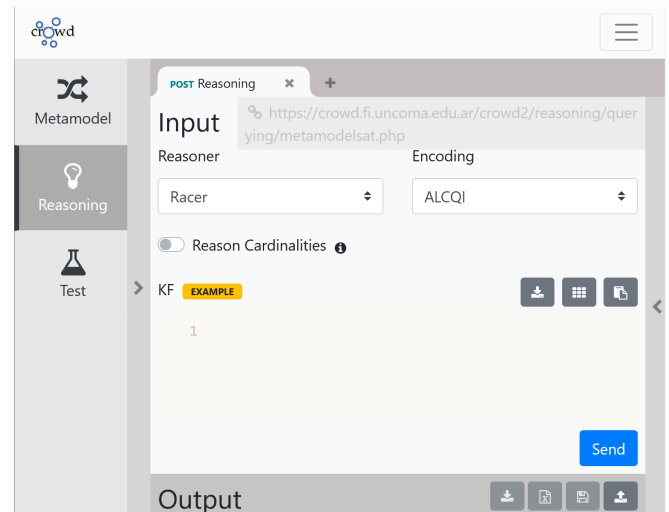 crowd
POST Reasoning
Metamodel
Input
https://crowd.fi.uncoma.edu.ar/crowd2/reasoning/quer
ying/metamodelsat.php
Reasoner
Encoding
Racer
ALCQI
Reasoning
Reason Cardinalities
Test
KF EXAMPLE
1
Send
Output